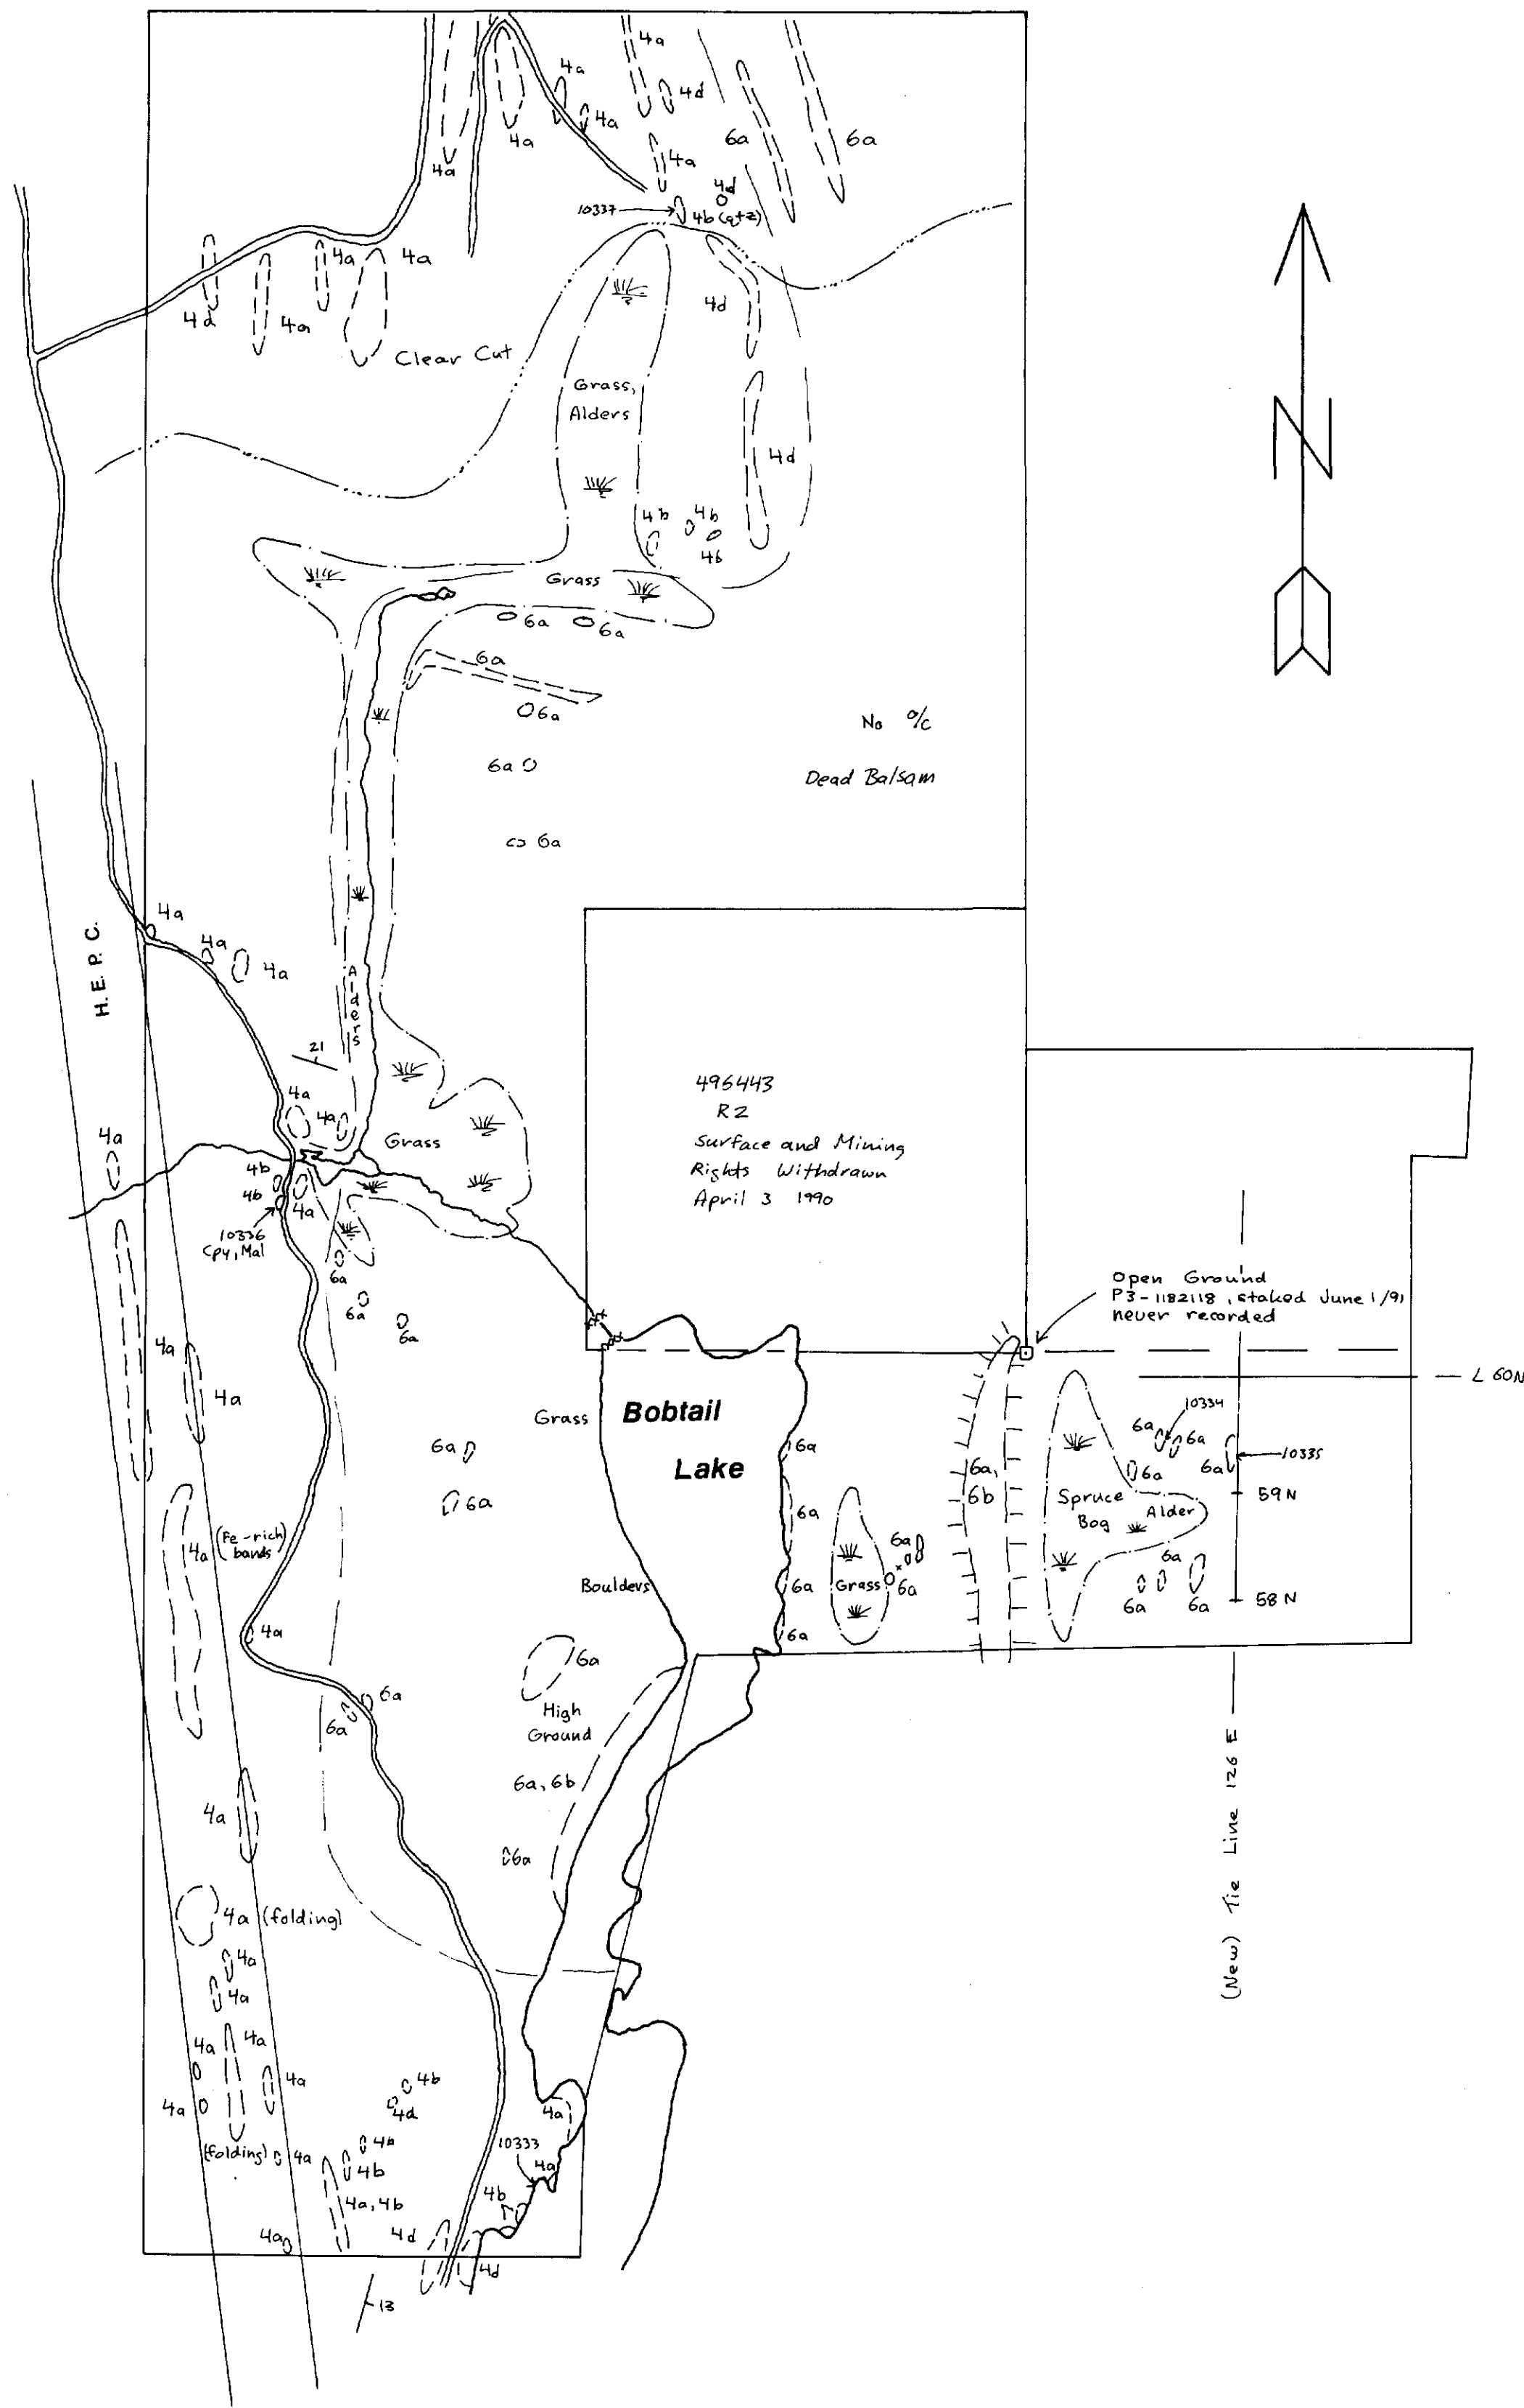 4a
4a
4d
4a
4a
4a
4a
6a
6a
4a
4d
10337
4b (qtz)
4a
4a
4d
4a
4d
Clear Cut
Grass,
Alders
4d
4b
4b
4b
Grass
6a
6a
6a
6a
No o/c
6a
Dead Balsam
6a
4a
4a
4a
H.E.P.C.
Alders
21
496443
R2
Surface and Mining
Rights Withdrawn
April 3 1990
4a
4a
Grass
4a
4b
4b
4a
10336
Cpy, Mal
6a
6a
6a
Open Ground
P3-1182118, staked June 1/91
never recorded
4a
4a
L 60N
Grass
Bobtail
Lake
6a
6a
6a
10334
6a
6a
6a
10335
6a
6a,
6b
Spruce
Bog
Alder
59 N
6a
4a
(Fe-rich)
bands
6a
Boulders
6a
Grass
6a
6a
6a
6a
58 N
4a
6a
6a
6a
6a
High
Ground
6a, 6b
4a
6a
(New) Tie Line 126 E
4a (folding)
4a
4a
4a
4a
4a
4a
4b
4d
4a
(folding)
4a
4b
4b
10333
4a
4a, 4b
4b
4a
4d
4d
13
N